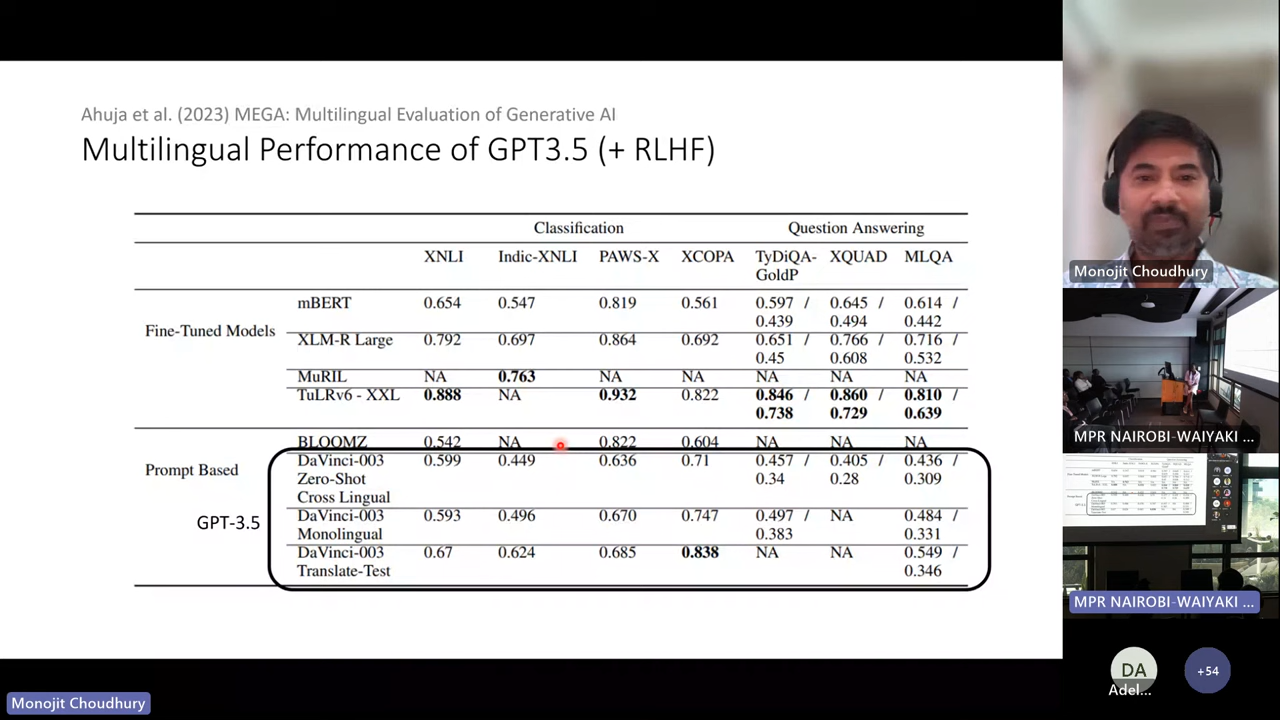 Ahuja et al. (2023) MEGA: Multilingual Evaluation of Generative AI
Multilingual Performance of GPT3.5 (+ RLHF)
Classification Question Answering
XNLI Indic-XNLI PAWS-X XCOPA TyDiQA- XQUAD MLQA
GoldP
mBERT 0.654 0.547 0.819 0.561 0.597 / 0.645 / 0.614 /
0.439 0.494 0.442
Fine-Tuned Models
XLM-R Large 0.792 0.697 0.864 0.692 0.651 / 0.766 / 0.716 /
0.45 0.608 0.532
MuRIL NA 0.763 NA NA NA NA NA
TuLRv6 - XXL 0.888 NA 0.932 0.822 0.846 / 0.860 / 0.810 /
0.738 0.729 0.639
BLOOMZ 0.542 NA 0.822 0.604 NA NA NA
Prompt Based
DaVinci-003 0.599 0.449 0.636 0.71 0.457 / 0.405 / 0.436 /
Zero-Shot 0.34 0.28 0.309
Cross Lingual
GPT-3.5
DaVinci-003 0.593 0.496 0.670 0.747 0.497 / NA 0.484 /
Monolingual 0.383 0.331
DaVinci-003 0.67 0.624 0.685 0.838 NA NA 0.549 /
Translate-Test 0.346
Monojit Choudhury
MPR NAIROBI-WAIYAKI ...
MPR NAIROBI-WAIYAKI ...
DA
Adel...
+54
Monojit Choudhury